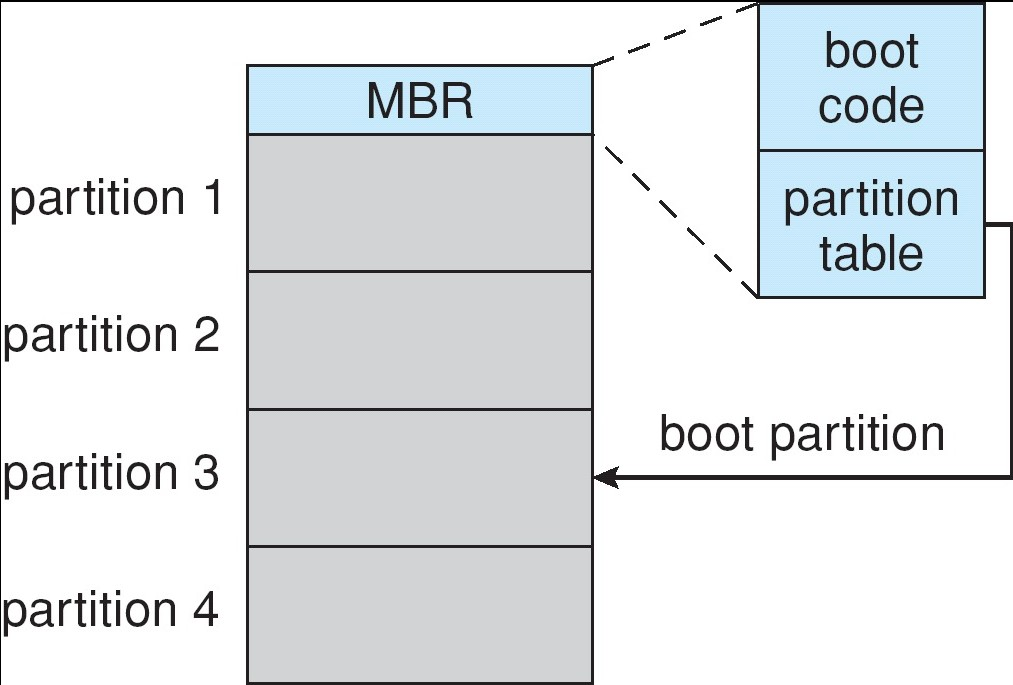 MBR
boot
code
partition
table
partition 1
partition 2
partition 3
partition 4
boot partition